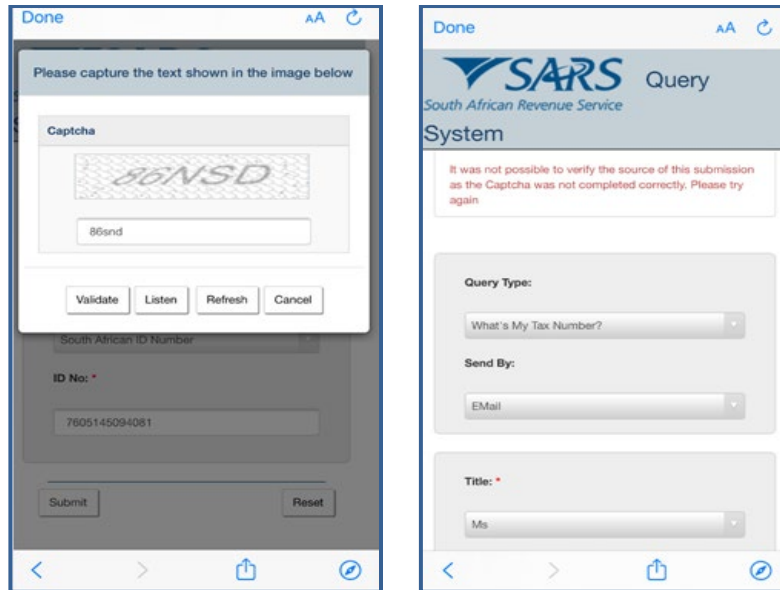 Done AA
Please capture the text shown in the image below
Captcha
86NSD
86snd
Validate Listen Refresh Cancel
South African ID Number
ID No: *
7605145094081
Submit Reset
Done AA
SARS Query
South African Revenue Service
System
It was not possible to verify the source of this submission
as the Captcha was not completed correctly. Please try
again
Query Type:
What's My Tax Number?
Send By:
EMail
Title: *
Ms